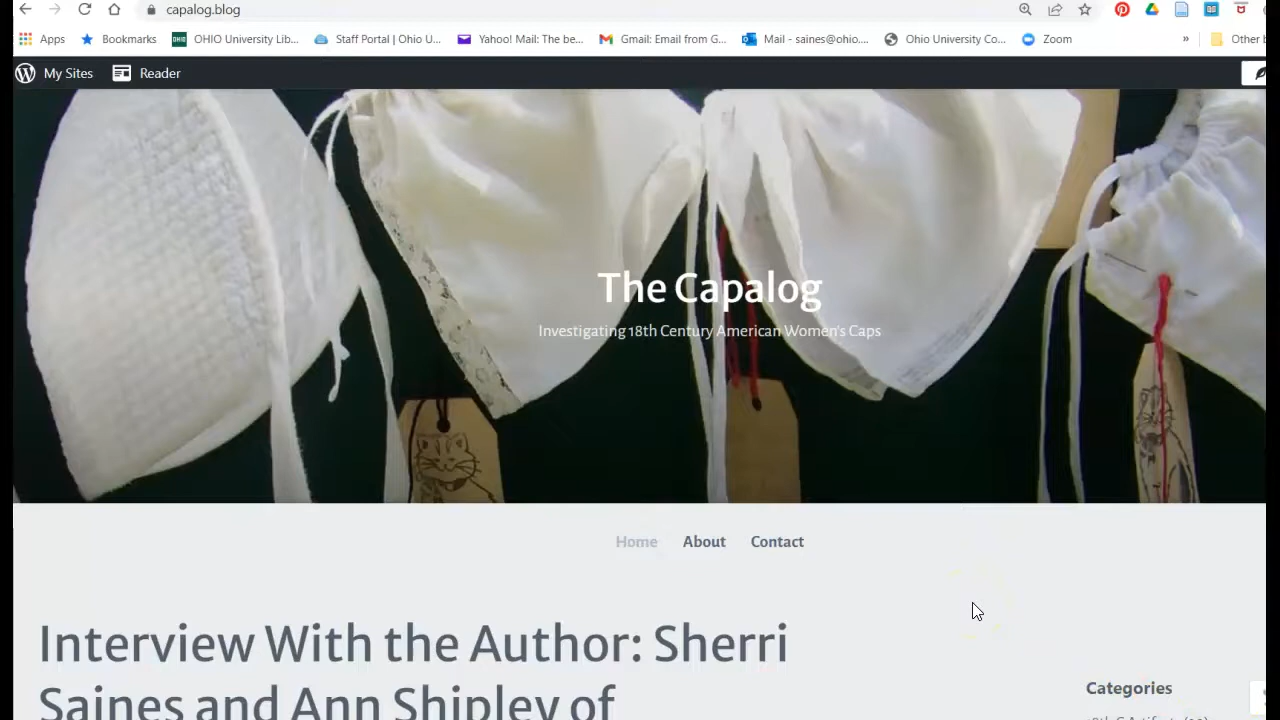 capalog.blog
Apps Bookmarks OHIO University Lib... Staff Portal | Ohio U... Yahoo! Mail: The be... Gmail: Email from G... Mail - saines@ohio.... Ohio University Co... Zoom » Other b
My Sites Reader
The Capalog
Investigating 18th Century American Women's Caps
Home About Contact
Interview With the Author: Sherri
Saines and Ann Shipley of
Categories